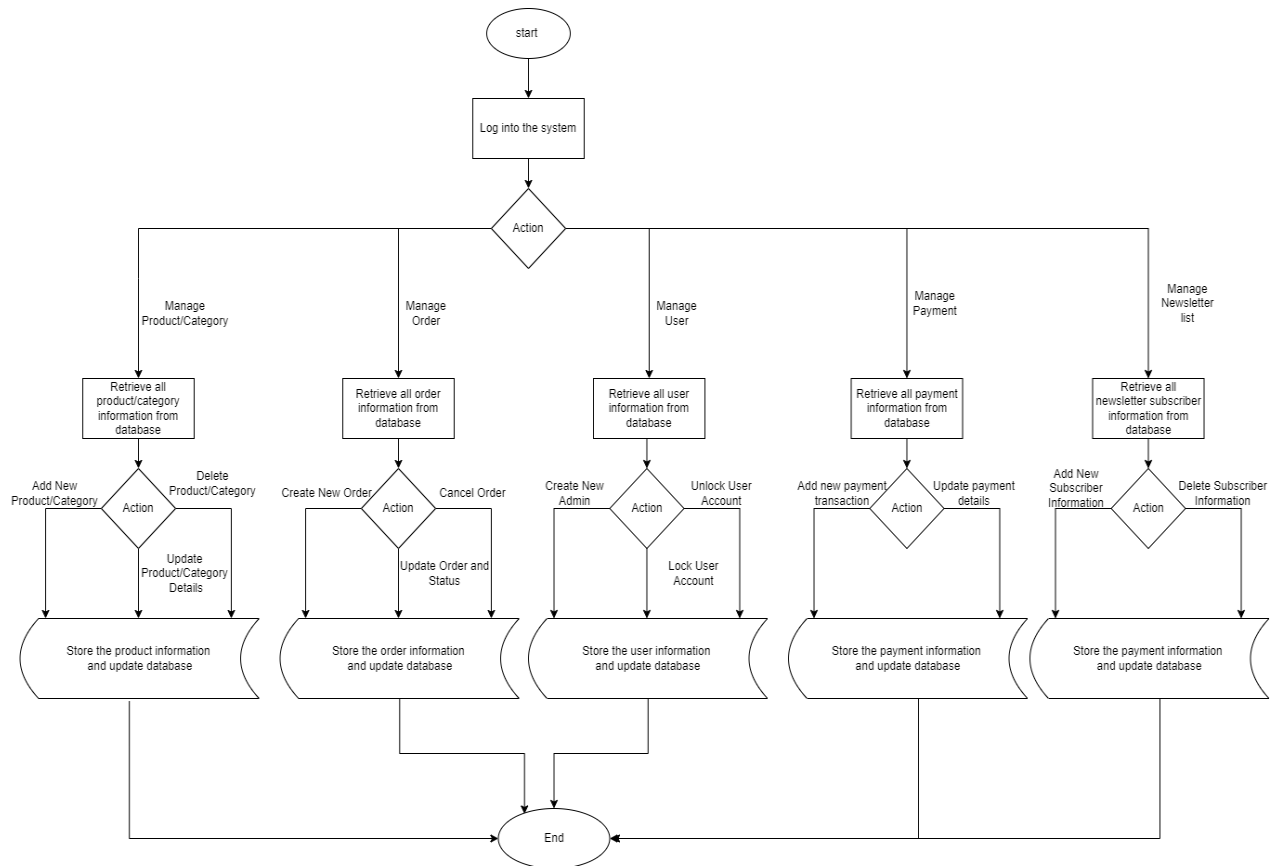 start
Log into the system
Action
Manage
Product/Category
Manage
Order
Manage
User
Manage
Payment
Manage
Newsletter
list
Retrieve all
product/category
information from
database
Retrieve all order
information from
database
Retrieve all user
information from
database
Retrieve all payment
information from
database
Retrieve all
newsletter subscriber
information from
database
Add New
Product/Category
Action
Delete
Product/Category
Update
Product/Category
Details
Create New Order
Action
Cancel Order
Update Order and
Status
Create New
Admin
Action
Unlock User
Account
Lock User
Account
Add new payment
transaction
Action
Update payment
details
Add New
Subscriber
Information
Action
Delete Subscriber
Information
Store the product information
and update database
Store the order information
and update database
Store the user information
and update database
Store the payment information
and update database
Store the payment information
and update database
End